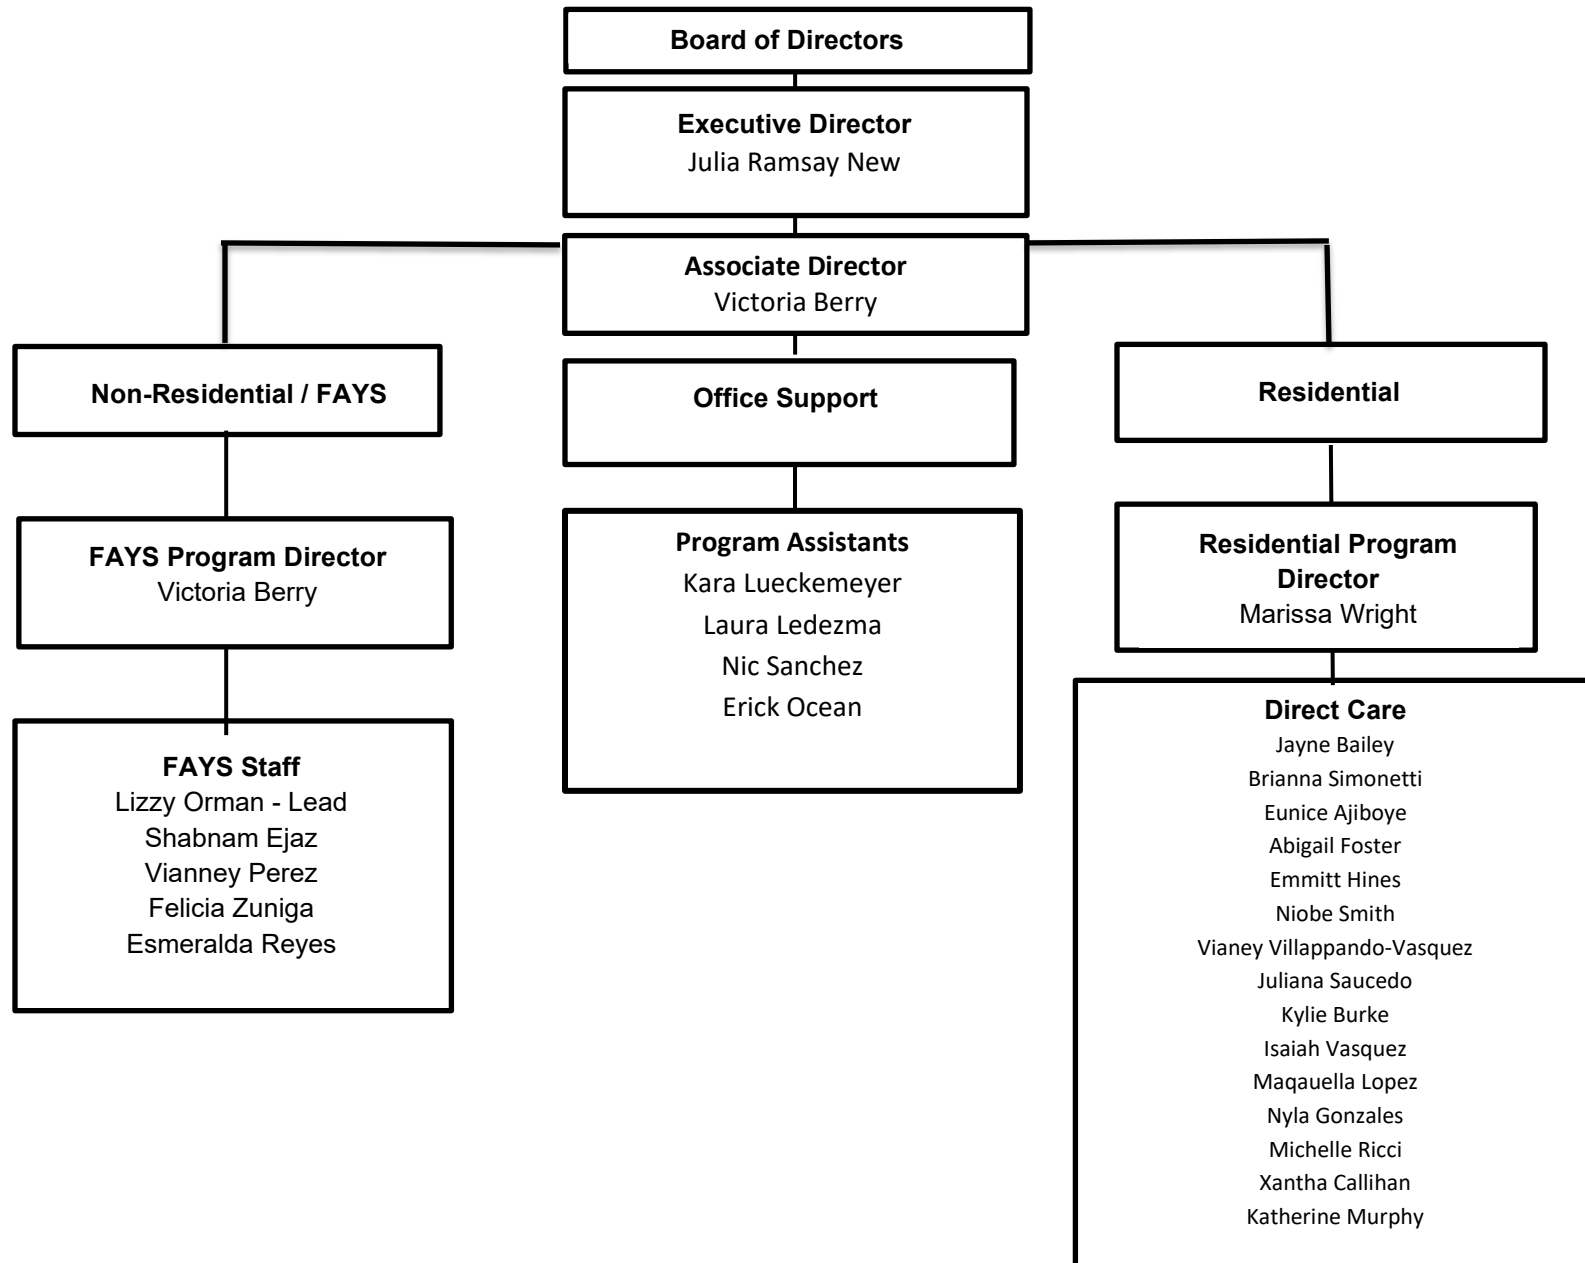 Board of Directors
Executive Director
Julia Ramsay New
Associate Director
Victoria Berry
Non-Residential / FAYS
Office Support
Residential
FAYS Program Director
Victoria Berry
Program Assistants
Kara Lueckemeyer
Laura Ledezma
Nic Sanchez
Erick Ocean
Residential Program
Director
Marissa Wright
FAYS Staff
Lizzy Orman - Lead
Shabnam Ejaz
Vianney Perez
Felicia Zuniga
Esmeralda Reyes
Direct Care
Jayne Bailey
Brianna Simonetti
Eunice Ajiboye
Abigail Foster
Emmitt Hines
Niobe Smith
Vianey Villappando-Vasquez
Juliana Saucedo
Kylie Burke
Isaiah Vasquez
Maqauella Lopez
Nyla Gonzales
Michelle Ricci
Xantha Callihan
Katherine Murphy